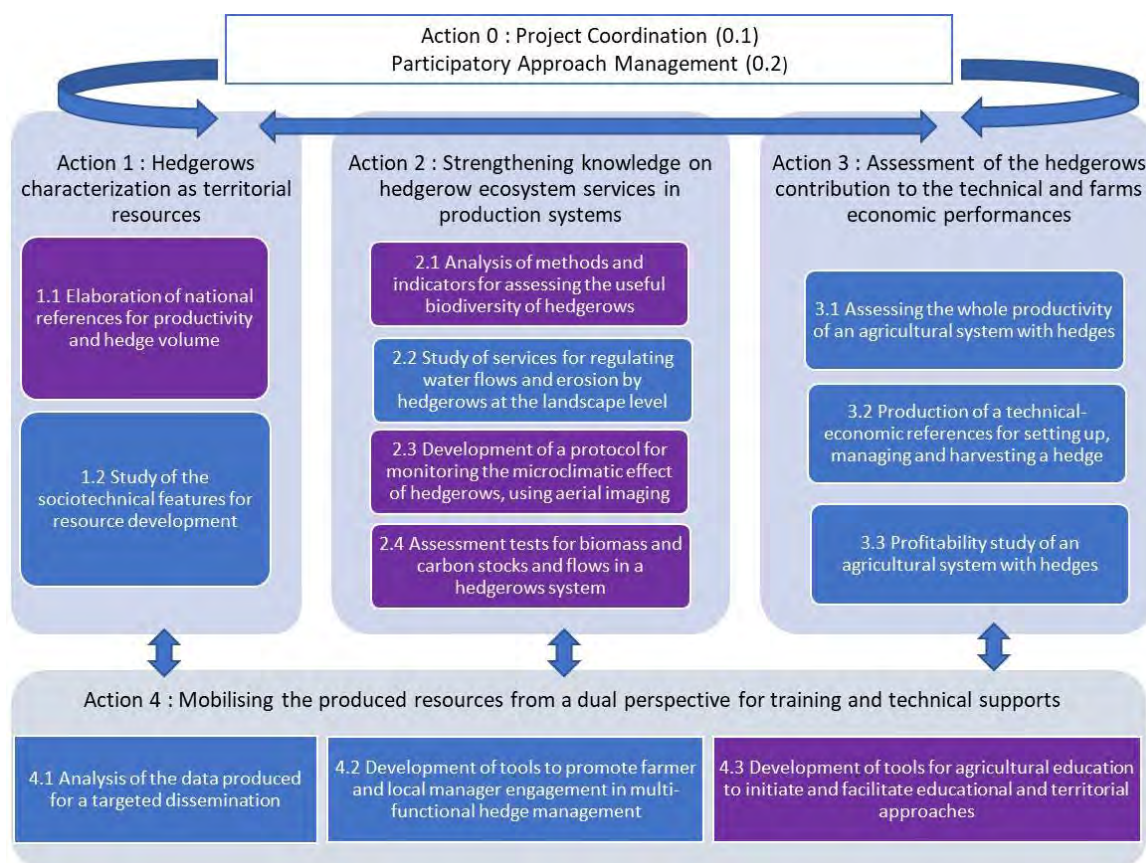 Action 0 : Project Coordination (0.1)
Participatory Approach Management (0.2)
Action 1 : Hedgerows
characterization as territorial
resources
1.1 Elaboration of national
references for productivity
and hedge volume
1.2 Study of the
sociotechnical features for
resource development
Action 2 : Strengthening knowledge on
hedgerow ecosystem services in
production systems
2.1 Analysis of methods and
indicators for assessing the useful
biodiversity of hedgerows
2.2 Study of services for regulating
water flows and erosion by
hedgerows at the landscape level
2.3 Development of a protocol for
monitoring the microclimatic effect
of hedgerows, using aerial imaging
2.4 Assessment tests for biomass and
carbon stocks and flows in a
hedgerows system
Action 3 : Assessment of the hedgerows
contribution to the technical and farms
economic performances
3.1 Assessing the whole productivity
of an agricultural system with hedges
3.2 Production of a technical-
economic references for setting up,
managing and harvesting a hedge
3.3 Profitability study of an
agricultural system with hedges
Action 4 : Mobilising the produced resources from a dual perspective for training and technical supports
4.1 Analysis of the data produced
for a targeted dissemination
4.2 Development of tools to promote farmer
and local manager engagement in multi-
functional hedge management
4.3 Development of tools for agricultural education
to initiate and facilitate educational and territorial
approaches